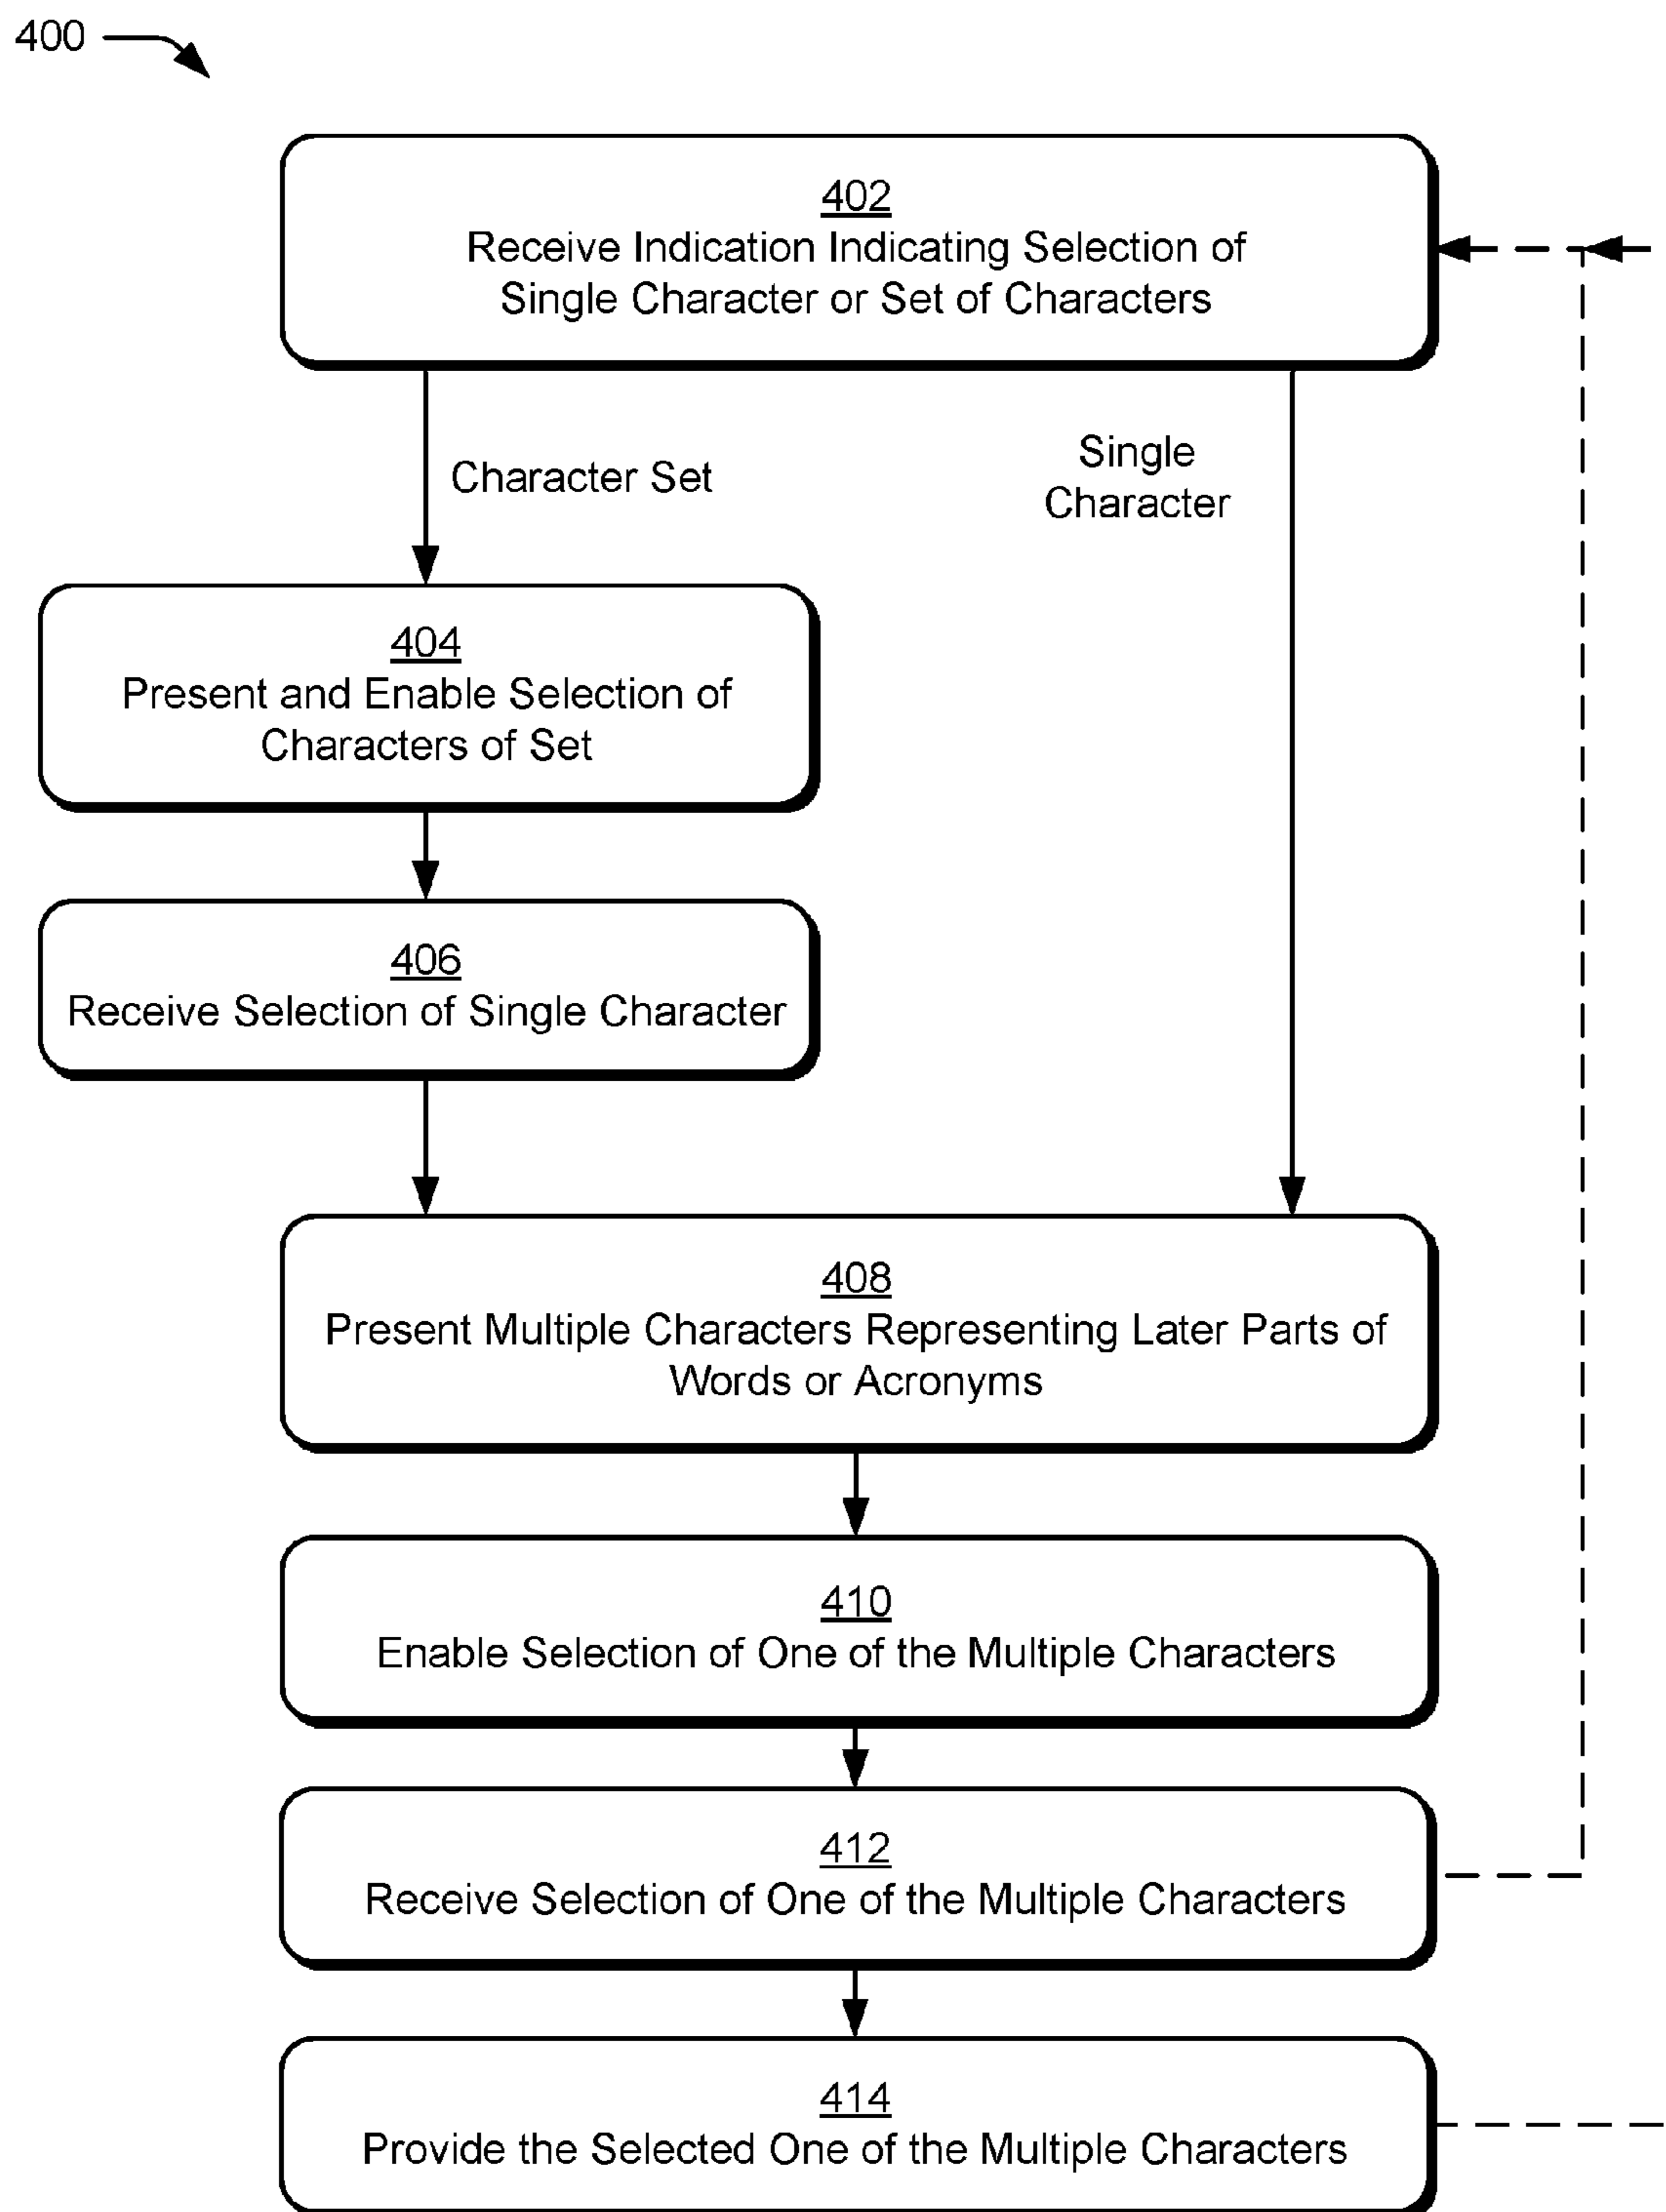 400
402
Receive Indication Indicating Selection of
Single Character or Set of Characters
Character Set
Single
Character
404
Present and Enable Selection of
Characters of Set
406
Receive Selection of Single Character
408
Present Multiple Characters Representing Later Parts of
Words or Acronyms
410
Enable Selection of One of the Multiple Characters
412
Receive Selection of One of the Multiple Characters
414
Provide the Selected One of the Multiple Characters